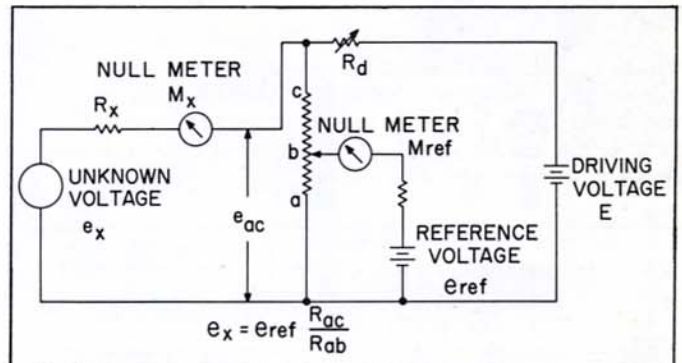 NULL METER
Mx
Rx
UNKNOWN
VOLTAGE
ex
eac
Rd
c
b
a
NULL METER
Mref
REFERENCE
VOLTAGE
eref
DRIVING
VOLTAGE
E
ex = eref Rac/Rab